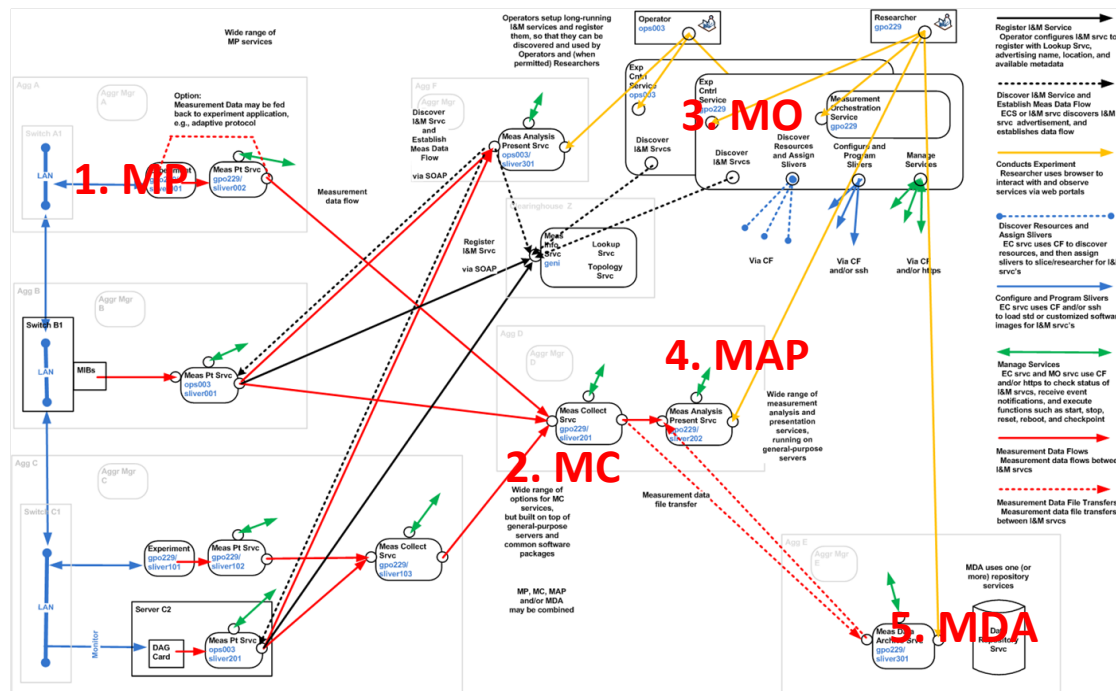 Wide range of
MP services
Operators setup long-running
I&M services and register
them, so that they can be
discovered and used by
Operators and (when
permitted) Researchers
Operator
ops003
Researcher
gpo229
Agg A
Aggr Mgr
A
Option:
Measurement Data may be fed
back to experiment application,
e.g., adaptive protocol
Switch A1
LAN
1. MP
Meas Pt Srvc
gpo229/
sliver002
Measurement
data flow
Agg F
Aggr Mgr
F
Discover
I&M Srvc
and
Establish
Meas Data
Flow
via SOAP
Meas Analysis
Present Srvc
ops003/
sliver301
Exp
Cntrl
Service
ops003
Exp
Cntrl
Service
gpo229
3. MO
Measurement
Orchestration
Service
gpo229
Discover
I&M Srvcs
Discover
I&M Srvcs
Discover
Resources
and Assign
Slivers
Configure and
Program
Slivers
Manage
Services
Via CF
Via CF
and/or ssh
Via CF
and/or https
Register
I&M Srvc
via SOAP
Z
Meas
Info
Srvc
geni
Lookup
Srvc
Topology
Srvc
Agg B
Aggr Mgr
B
Switch B1
LAN
MIBs
Meas Pt Srvc
ops003
sliver001
Agg D
Aggr Mgr
D
4. MAP
Meas Collect
Srvc
gpo229/
sliver201
Meas Analysis
Present Srvc
gpo229/
sliver202
Wide range of
measurement
analysis and
presentation
services,
running on
general-purpose
servers
2. MC
Wide range of
options for MC
services,
but built on top of
general-purpose
servers and
common software
packages
Measurement data
file transfer
MP, MC, MAP
and/or MDA
may be combined
Agg C
Aggr Mgr
C
Switch C1
LAN
Monitor
Experiment
gpo229/
sliver101
Meas Pt Srvc
gpo229/
sliver102
Meas Collect
Srvc
gpo229/
sliver103
Server C2
DAG
Card
Meas Pt Srvc
ops003
sliver201
Agg E
Aggr Mgr
E
MDA uses one (or
more) repository
services
5. MDA
Meas Data
Srvc
gpo229/
sliver301
Srvc
Register I&M Service
Operator configures I&M srvc to
register with Lookup Srvc,
advertising name, location, and
available metadata
Discover I&M Service and
Establish Meas Data Flow
ECS or I&M srvc discovers I&M
srvc advertisement, and
establishes data flow
Conducts Experiment
Researcher uses browser to
interact with and observe
services via web portals
Discover Resources and
Assign Slivers
EC srvc uses CF to discover
resources, and then assign
slivers to slice/researcher for I&
srvc's
Configure and Program Slivers
EC srvc uses CF and/or ssh
to load std or customized softwar
images for I&M srvc's
Manage Services
EC srvc and MO srvc use CF
and/or https to check status of
I&M srvcs, receive event
notifications, and execute
functions such as start, stop,
reset, reboot, and checkpoint
Measurement Data Flows
Measurement data flows betwee
I&M srvcs
Measurement Data File Transfers
Measurement data file transfers
between I&M srvcs